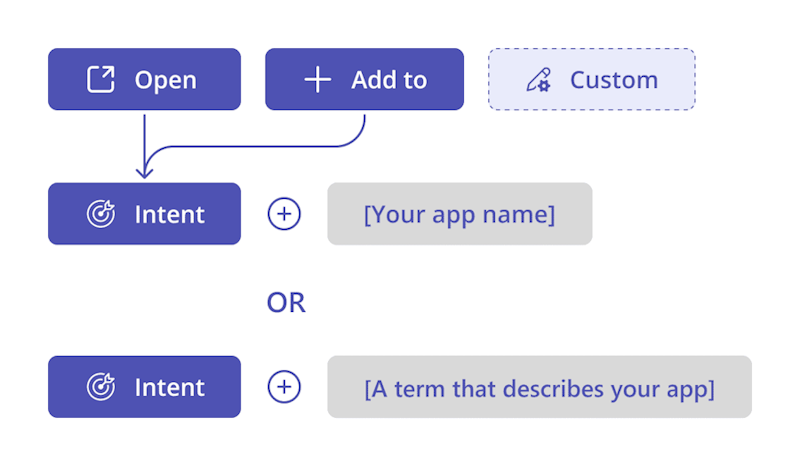 Open
Add to
Custom
Intent
[Your app name]
OR
Intent
[A term that describes your app]